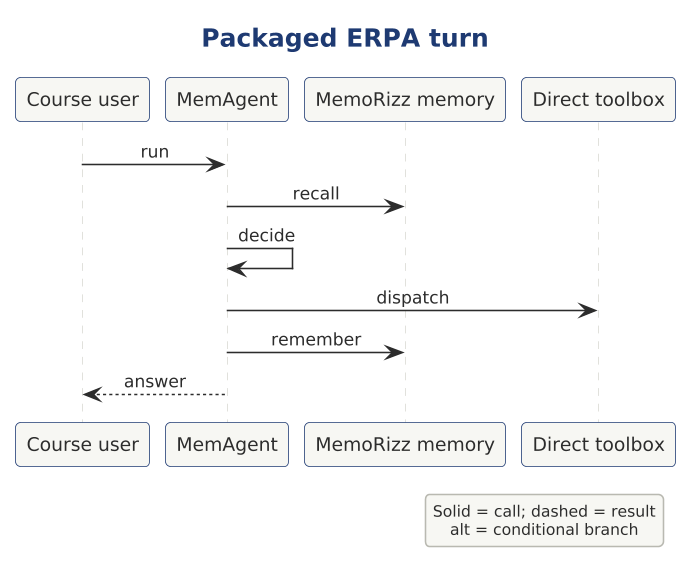 Packaged ERPA turn
Course user
MemAgent
MemoRizz memory
Direct toolbox
run
recall
decide
dispatch
remember
answer
Course user
MemAgent
MemoRizz memory
Direct toolbox
Solid = call; dashed = result
alt = conditional branch